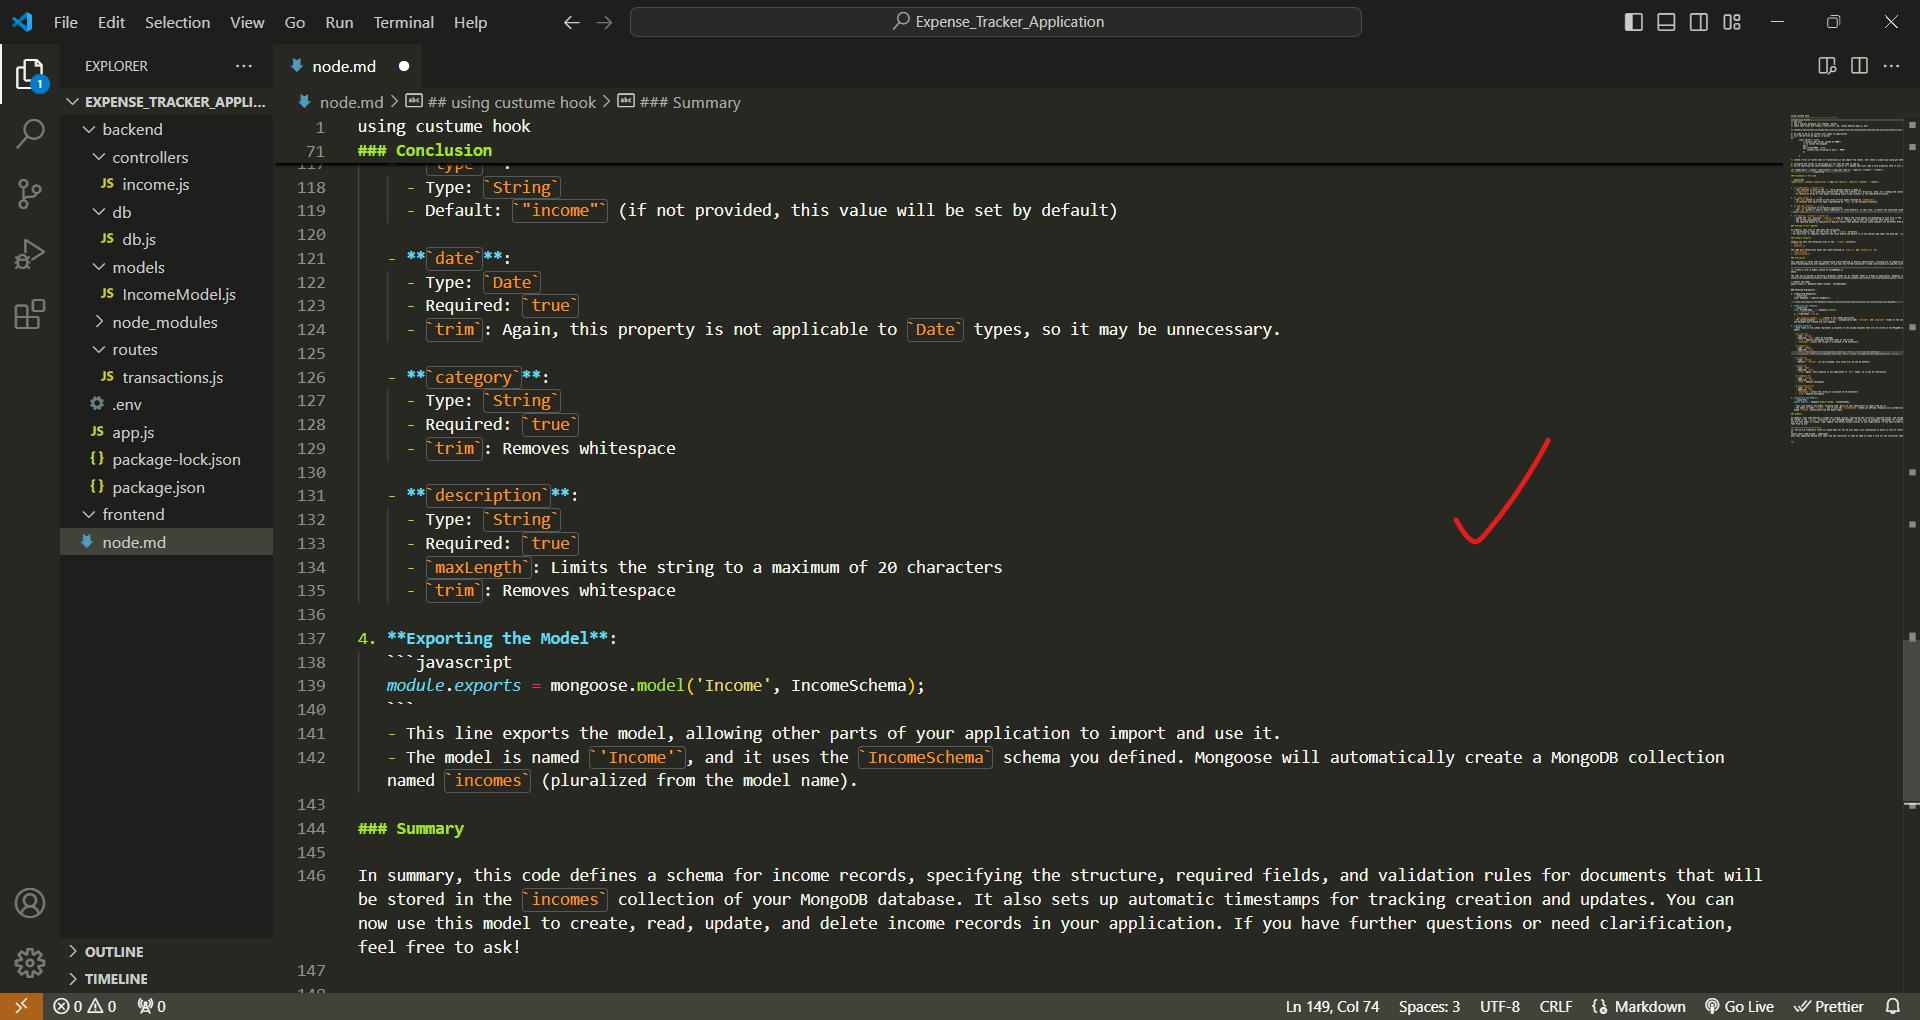 File Edit Selection View Go Run Terminal Help
Expense_Tracker_Application
EXPLORER
node.md
1
EXPENSE_TRACKER_APPLI...
backend
controllers
JS income.js
db
JS db.js
models
JS IncomeModel.js
node_modules
routes
JS transactions.js
.env
JS app.js
{} package-lock.json
{} package.json
frontend
node.md
OUTLINE
TIMELINE
node.md > ## using custume hook > ### Summary
1 using custume hook
71 ### Conclusion
117 `type` :
118 - Type: `String`
119 - Default: `"income"` (if not provided, this value will be set by default)
120
121 - **`date`**:
122 - Type: `Date`
123 - Required: `true`
124 - `trim`: Again, this property is not applicable to `Date` types, so it may be unnecessary.
125
126 - **`category`**:
127 - Type: `String`
128 - Required: `true`
129 - `trim`: Removes whitespace
130
131 - **`description`**:
132 - Type: `String`
133 - Required: `true`
134 - `maxLength`: Limits the string to a maximum of 20 characters
135 - `trim`: Removes whitespace
136
137 4. **Exporting the Model**:
138 ```javascript
139 module.exports = mongoose.model('Income', IncomeSchema);
140 ```
141 - This line exports the model, allowing other parts of your application to import and use it.
142 - The model is named `'Income'`, and it uses the `IncomeSchema` schema you defined. Mongoose will automatically create a MongoDB collection
named `incomes` (pluralized from the model name).
143
144 ### Summary
145
146 In summary, this code defines a schema for income records, specifying the structure, required fields, and validation rules for documents that will
be stored in the `incomes` collection of your MongoDB database. It also sets up automatic timestamps for tracking creation and updates. You can
now use this model to create, read, update, and delete income records in your application. If you have further questions or need clarification,
feel free to ask!
147
148
0 0 0 Ln 149, Col 74 Spaces: 3 UTF-8 CRLF {} Markdown Go Live Prettier